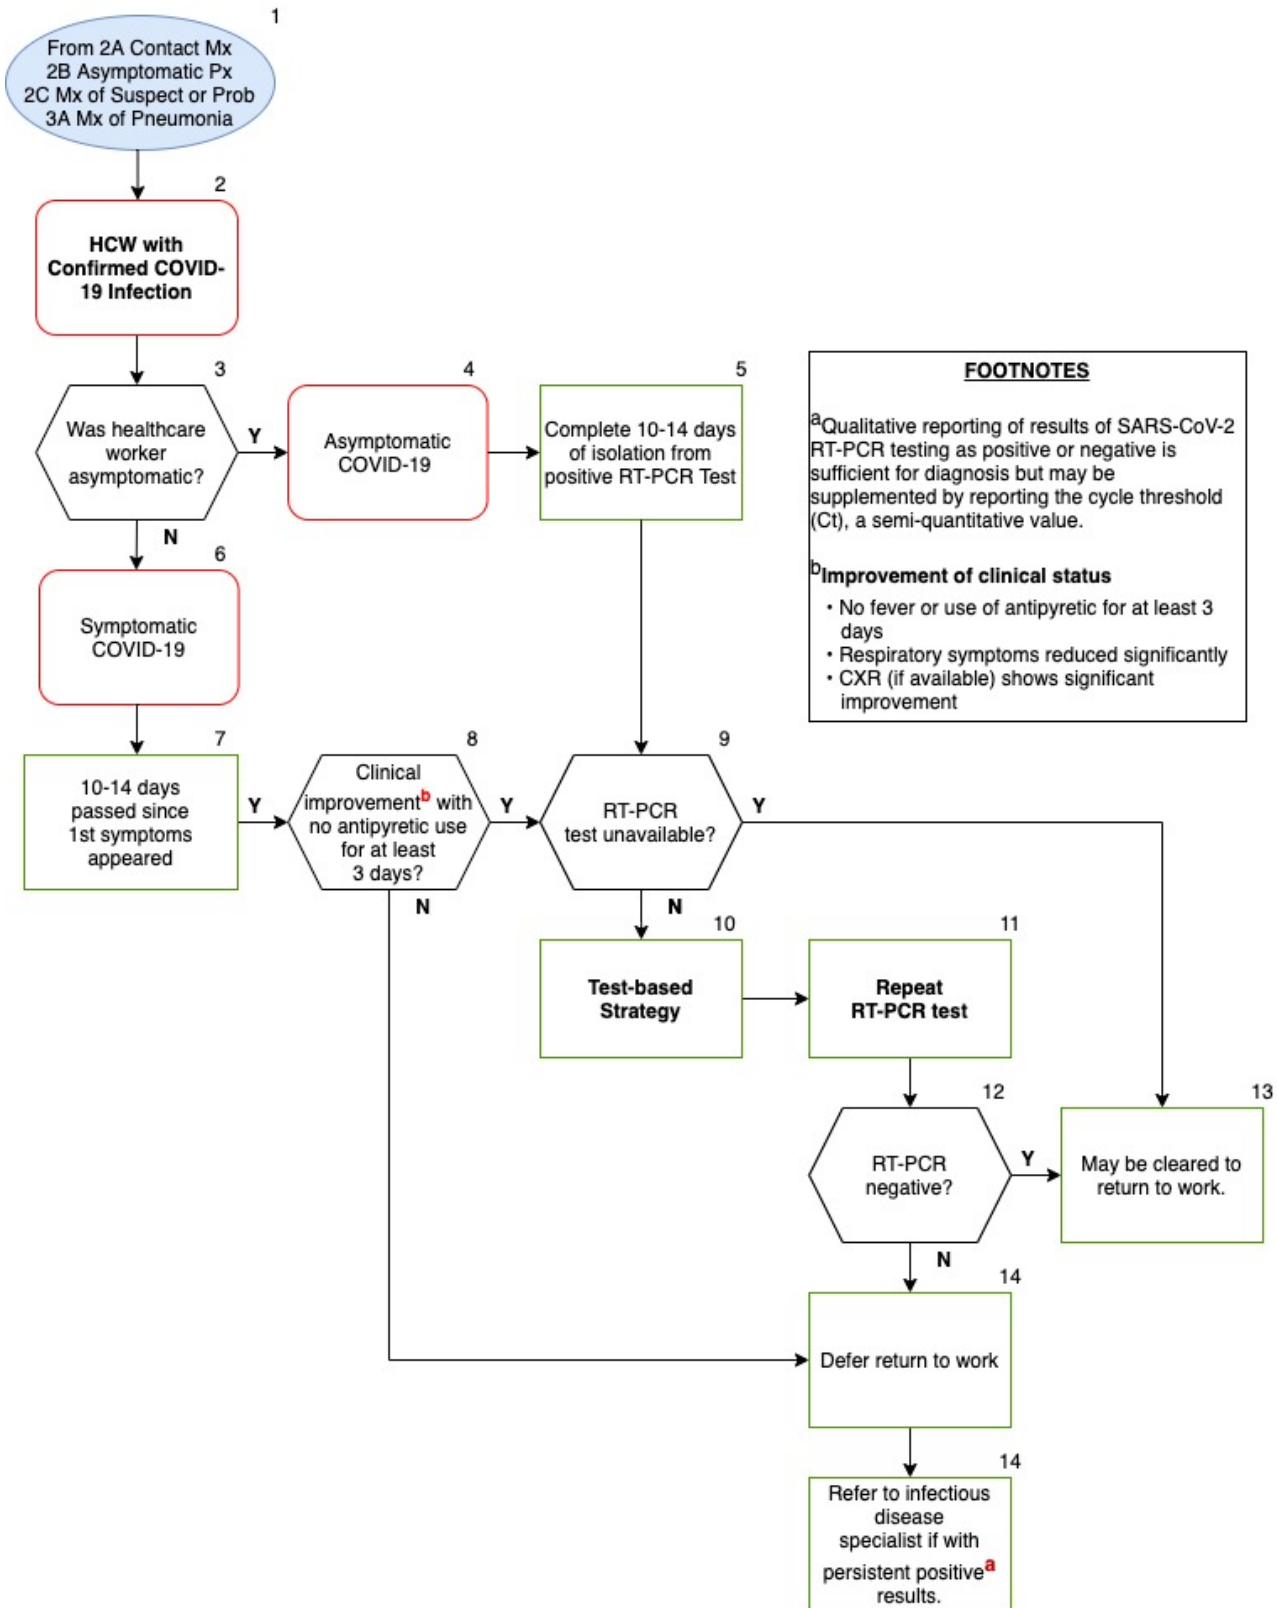 1
From 2A Contact Mx
2B Asymptomatic Px
2C Mx of Suspect or Prob
3A Mx of Pneumonia
2
HCW with
Confirmed COVID-
19 Infection
3
Was healthcare
worker
asymptomatic?
Y
4
Asymptomatic
COVID-19
5
Complete 10-14 days
of isolation from
positive RT-PCR Test
FOOTNOTES
aQualitative reporting of results of SARS-CoV-2
RT-PCR testing as positive or negative is
sufficient for diagnosis but may be
supplemented by reporting the cycle threshold
(Ct), a semi-quantitative value.
bImprovement of clinical status
• No fever or use of antipyretic for at least 3
days
• Respiratory symptoms reduced significantly
• CXR (if available) shows significant
improvement
N
6
Symptomatic
COVID-19
7
10-14 days
passed since
1st symptoms
appeared
Y
8
Clinical
improvementb with
no antipyretic use
for at least
3 days?
Y
N
9
RT-PCR
test unavailable?
Y
N
10
Test-based
Strategy
11
Repeat
RT-PCR test
12
RT-PCR
negative?
Y
13
May be cleared to
return to work.
N
14
Defer return to work
14
Refer to infectious
disease
specialist if with
persistent positivea
results.